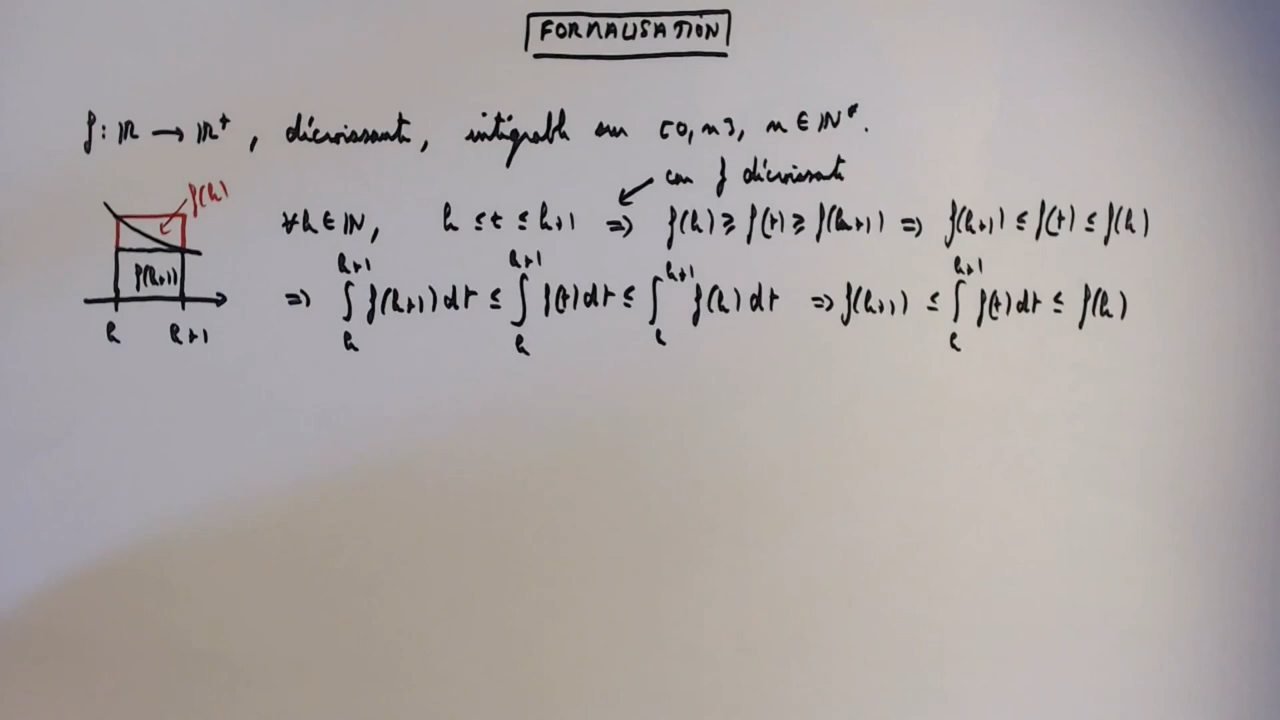 FORMALISATION
f: ℝ → ℝ⁺, décroissante, intégrable sur [0,n], n ∈ ℕ*.
car f décroissante
∀k ∈ ℕ, k ≤ t ≤ k+1 ⇒ f(k) ≥ f(t) ≥ f(k+1) ⇒ f(k+1) ≤ f(t) ≤ f(k)
⇒ ∫ₖᵏ⁺¹ f(k+1) dt ≤ ∫ₖᵏ⁺¹ f(t) dt ≤ ∫ₖᵏ⁺¹ f(k) dt ⇒ f(k+1) ≤ ∫ₖᵏ⁺¹ f(t) dt ≤ f(k)
f(k)
f(k+1)
k k+1